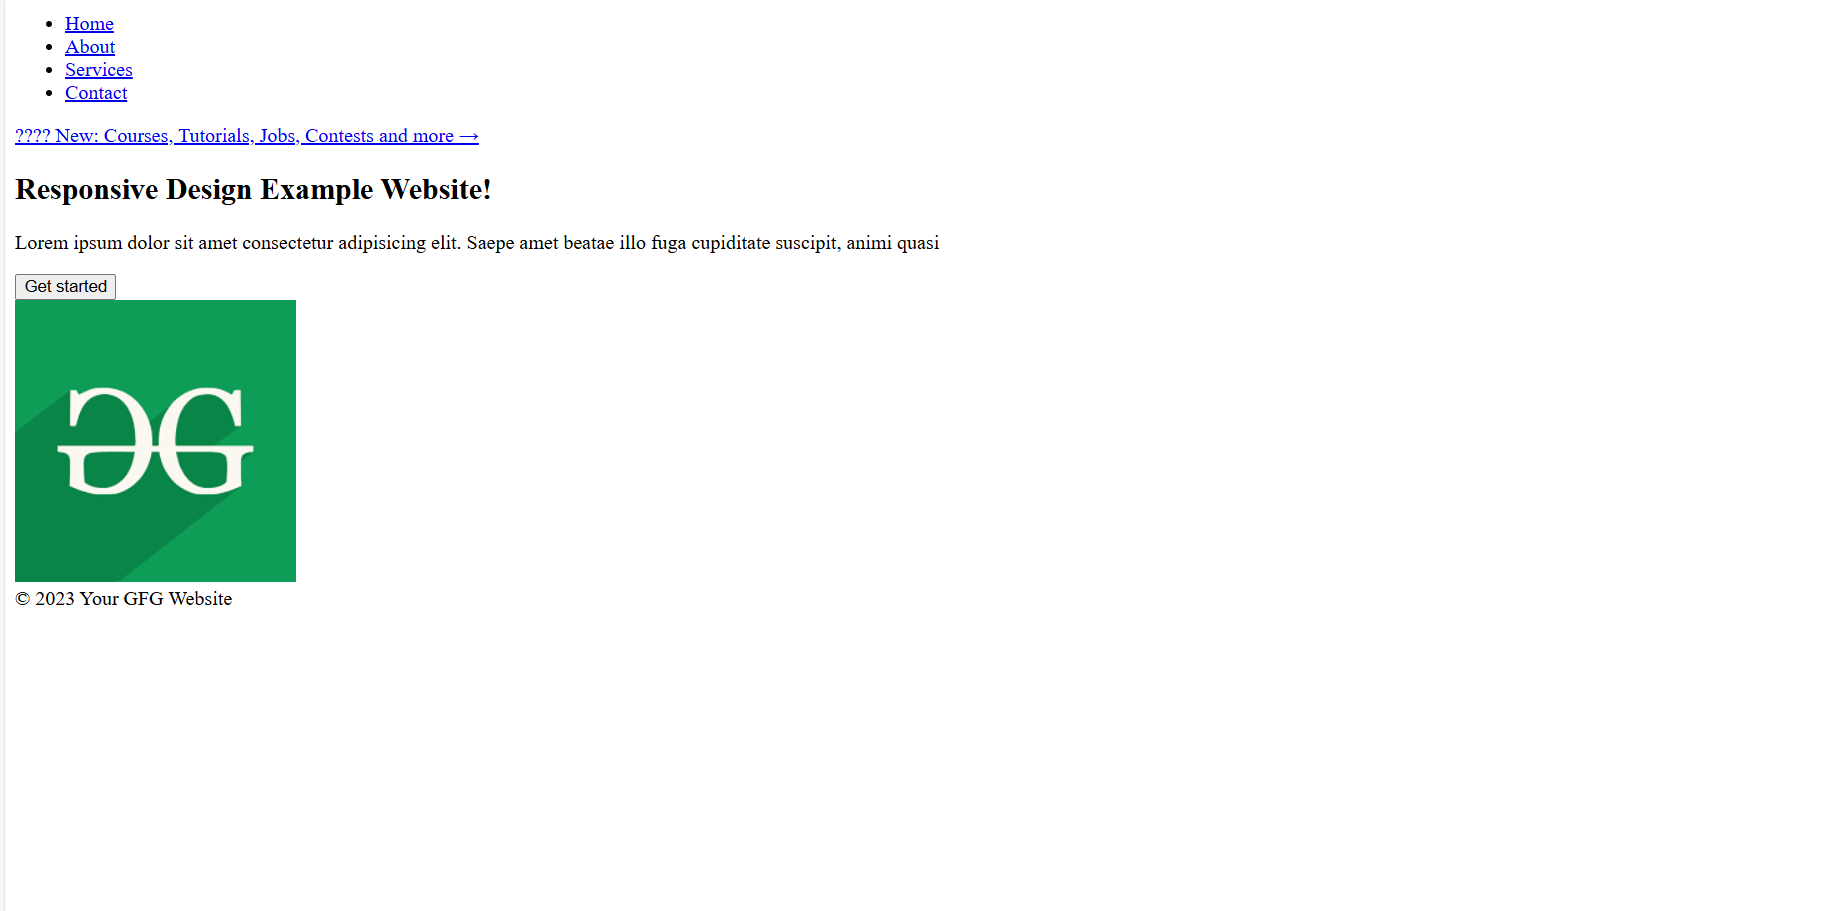 Home
About
Services
Contact
???? New: Courses, Tutorials, Jobs, Contests and more →
Responsive Design Example Website!
Lorem ipsum dolor sit amet consectetur adipisicing elit. Saepe amet beatae illo fuga cupiditate suscipit, animi quasi
Get started
© 2023 Your GFG Website